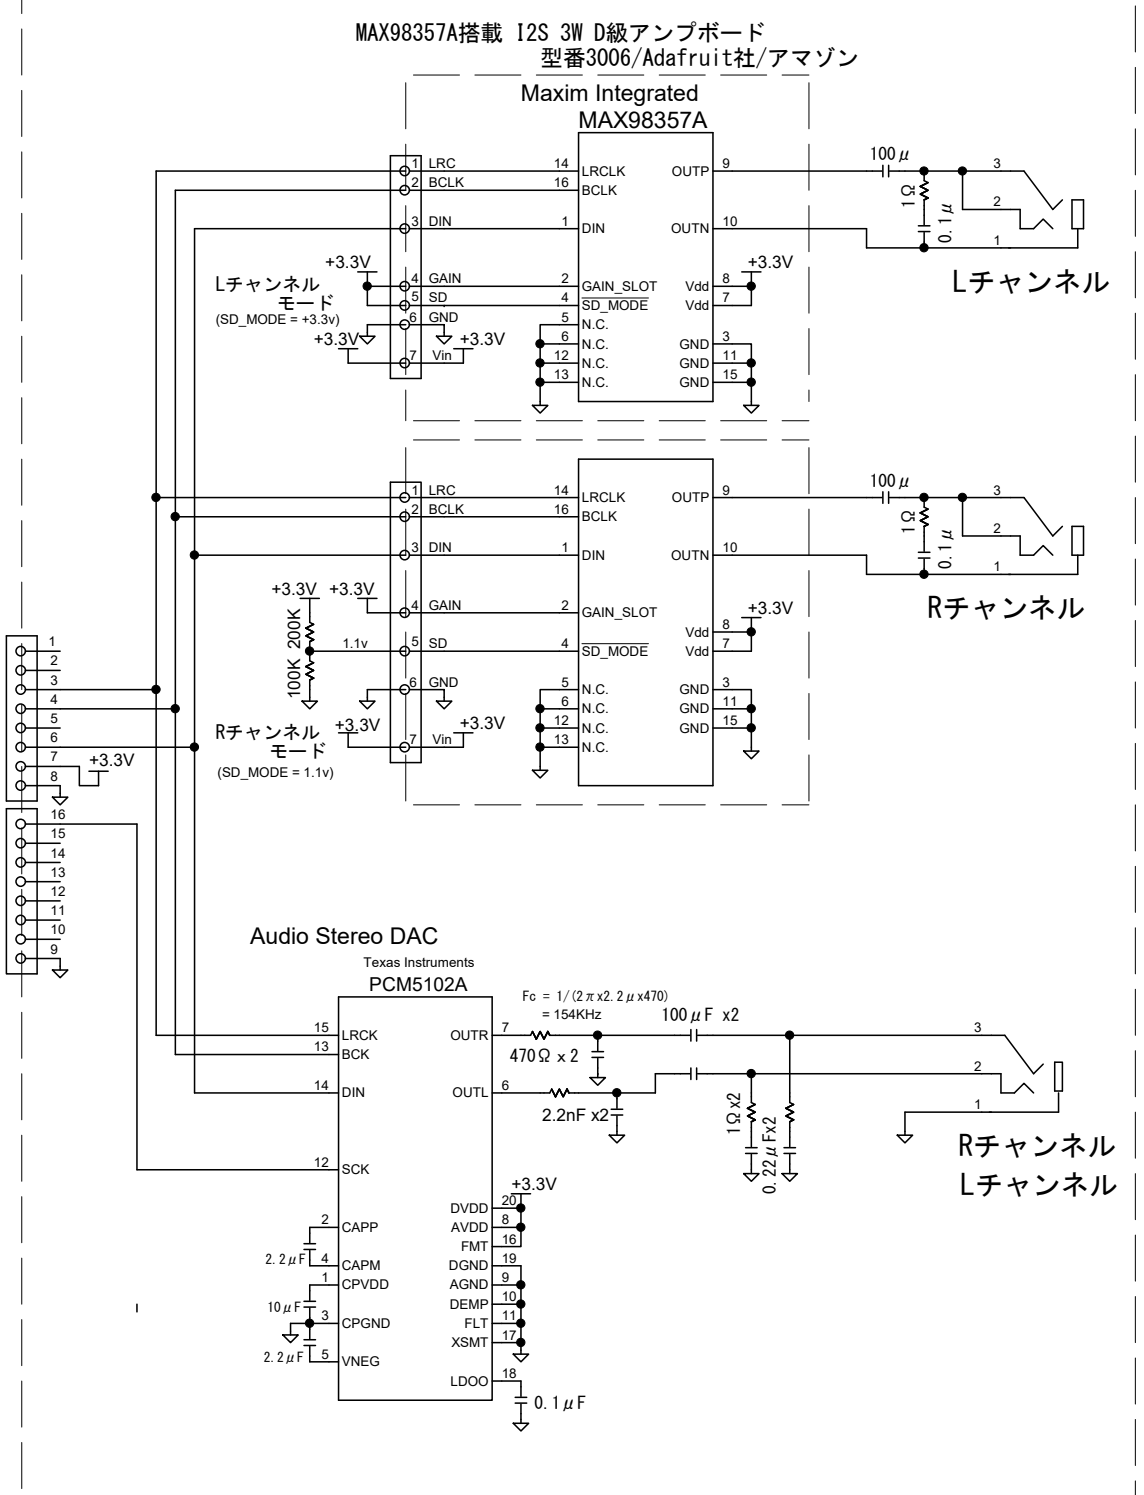 MAX98357A搭載 I2S 3W D級アンプボード
型番3006/Adafruit社/アマゾン
Maxim Integrated
MAX98357A
1 LRC 14 LRCLK OUTP 9 100μ 3
2 BCLK 16 BCLK 1Ω 0.1μ 2
3 DIN 1 DIN OUTN 10 1
Lチャンネル
+3.3V +3.3V
Lチャンネル
モード
(SD_MODE = +3.3v)
4 GAIN 2 GAIN_SLOT Vdd 8
5 SD 4 SD_MODE Vdd 7
6 GND 5 N.C.
+3.3V +3.3V 6 N.C. GND 3
7 Vin 12 N.C. GND 11
13 N.C. GND 15
1 LRC 14 LRCLK OUTP 9 100μ 3
2 BCLK 16 BCLK 1Ω 0.1μ 2
3 DIN 1 DIN OUTN 10 1
Rチャンネル
+3.3V +3.3V +3.3V
4 GAIN 2 GAIN_SLOT
200K Vdd 8
1.1v 5 SD 4 SD_MODE Vdd 7
100K
6 GND 5 N.C. GND 3
6 N.C. GND 11
+3.3V +3.3V 12 N.C. GND 15
7 Vin 13 N.C.
Rチャンネル
モード
(SD_MODE = 1.1v)
1
2
3
4
5
6
7 +3.3V
8
16
15
14
13
12
11
10
9
Audio Stereo DAC
Texas Instruments
PCM5102A
Fc = 1/(2πx2.2μx470)
= 154KHz
100μF x2
15 LRCK OUTR 7 3
13 BCK 470Ω x 2
2
14 DIN OUTL 6
2.2nF x2 1Ωx2 0.22μFx2 1
Rチャンネル
Lチャンネル
12 SCK
+3.3V
DVDD 20
2 CAPP AVDD 8
FMT 16
2.2μF 4 CAPM DGND 19
1 CPVDD AGND 9
10μF DEMP 10
3 CPGND FLT 11
XSMT 17
2.2μF 5 VNEG
LDOO 18
0.1μF